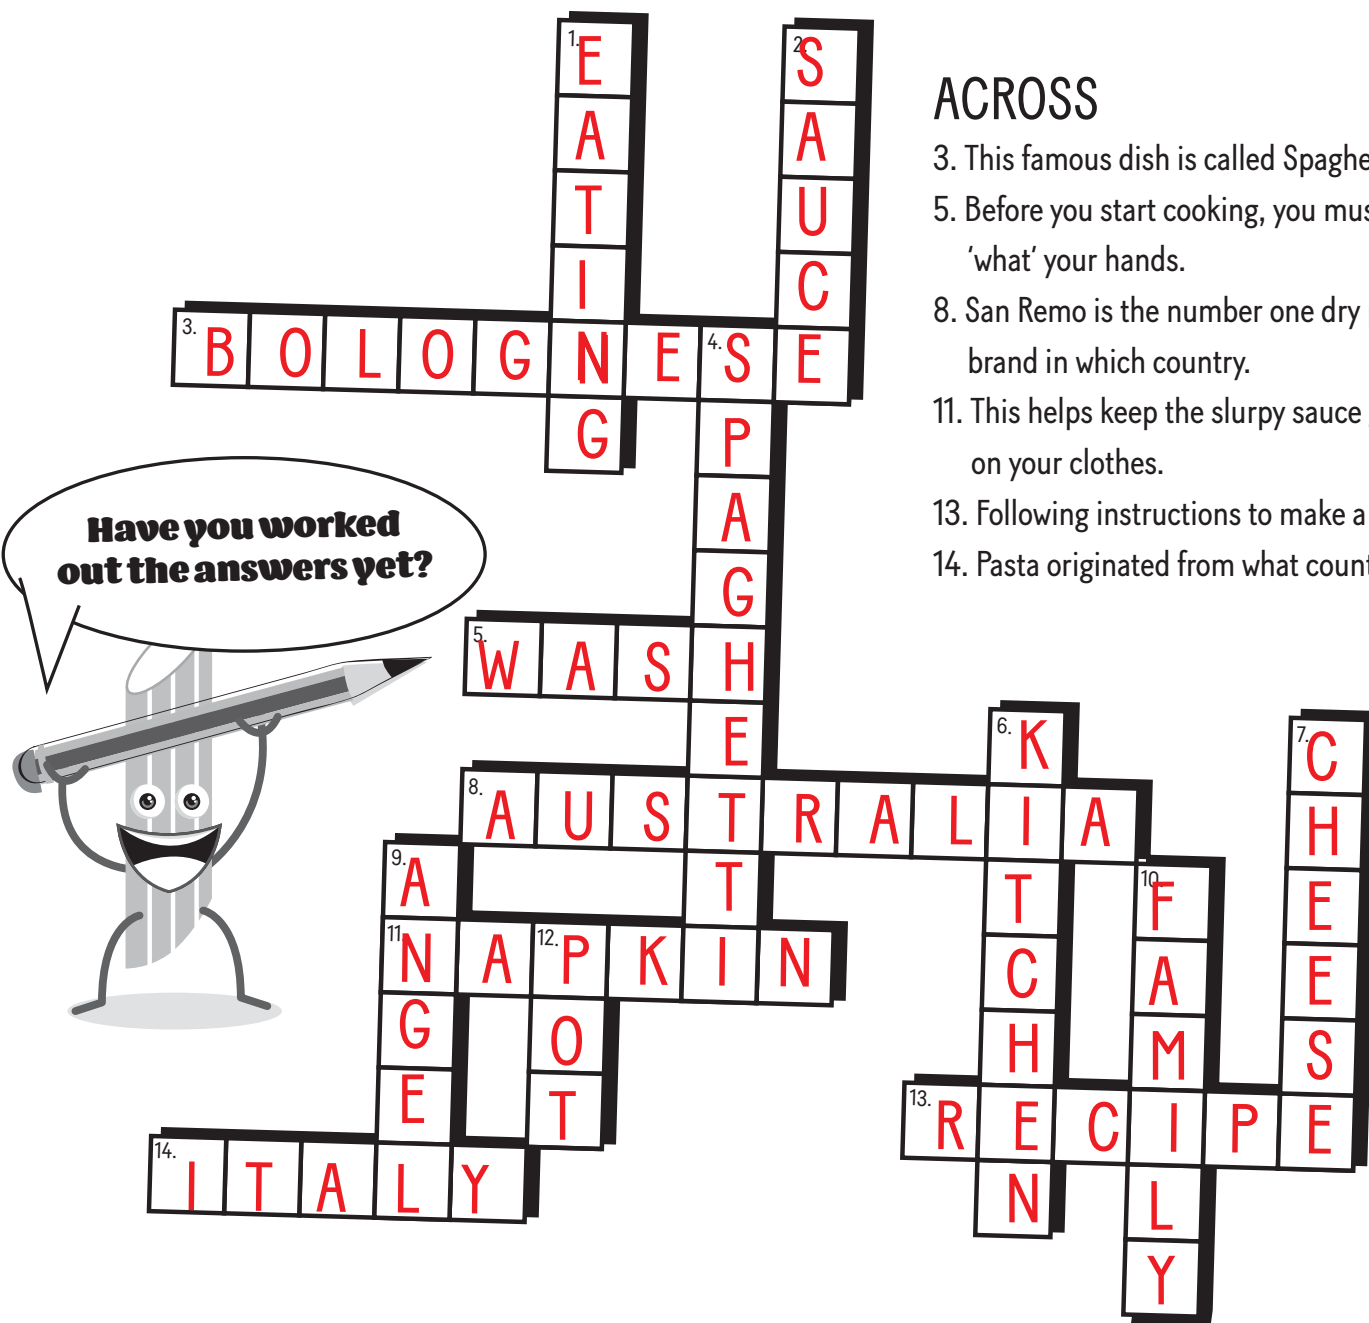 1. E
A
T
I
N
G
2. S
A
U
C
E
3. B O L O G N E S E
4. S
P
A
G
H
E
T
T
I
5. W A S H
6. K
I
T
C
H
E
N
7. C
H
E
E
S
E
8. A U S T R A L I A
9. A
N
G
E
L
10. F
A
M
I
L
Y
11. N A P K I N
12. P
O
T
13. R E C I P E
14. I T A L Y
Have you worked
out the answers yet?
ACROSS
3. This famous dish is called
5. Before you start cooking, you
'what' your hands.
8. San Remo is the number one dry
brand in which country.
11. This helps keep the slurpy sauce
on your clothes.
13. Following instructions to make a
14. Pasta originated from what